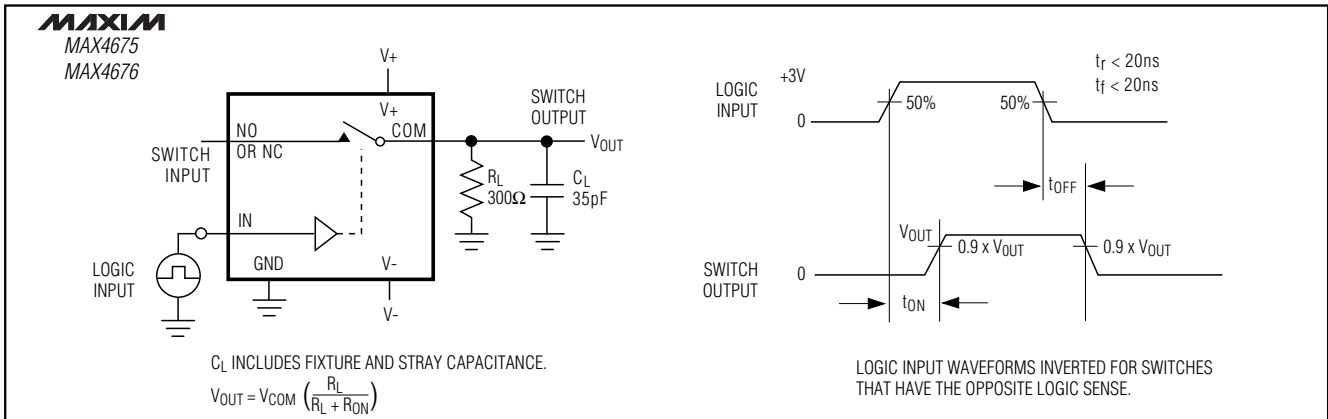 MAXIM
MAX4675
MAX4676
V+
V+
NO
OR NC
COM
SWITCH
INPUT
SWITCH
OUTPUT
VOUT
RL
300Ω
CL
35pF
IN
LOGIC
INPUT
GND
V-
V-
CL INCLUDES FIXTURE AND STRAY CAPACITANCE.
VOUT = VCOM (RL / RL + RON)
LOGIC
INPUT
+3V
0
50%
50%
tr < 20ns
tf < 20ns
tOFF
VOUT
0.9 x VOUT
0.9 x VOUT
SWITCH
OUTPUT
0
tON
LOGIC INPUT WAVEFORMS INVERTED FOR SWITCHES
THAT HAVE THE OPPOSITE LOGIC SENSE.